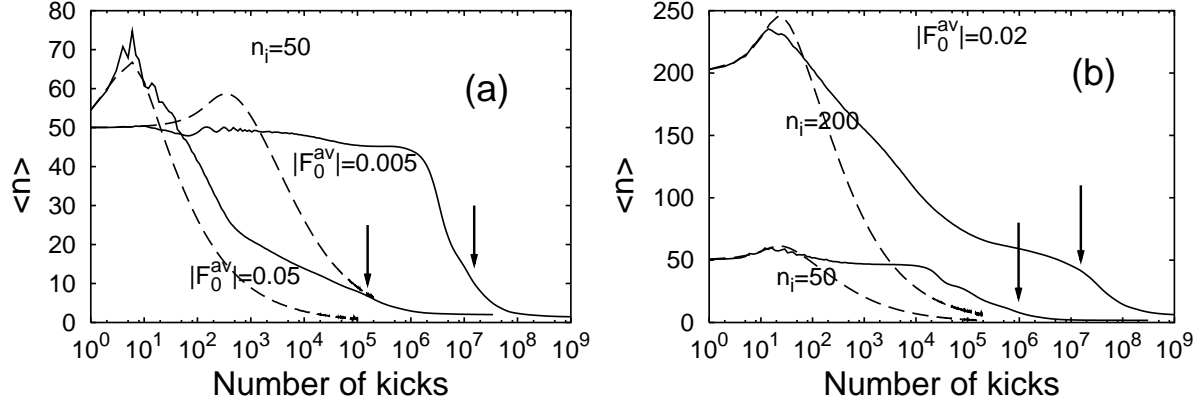 80
70
60
50
40
30
20
10
0
<n>
n_i=50
(a)
|F_0^av|=0.005
|F_0^av|=0.05
10^0 10^1 10^2 10^3 10^4 10^5 10^6 10^7 10^8 10^9
Number of kicks
250
200
150
100
50
0
<n>
|F_0^av|=0.02
(b)
n_i=200
n_i=50
10^0 10^1 10^2 10^3 10^4 10^5 10^6 10^7 10^8 10^9
Number of kicks